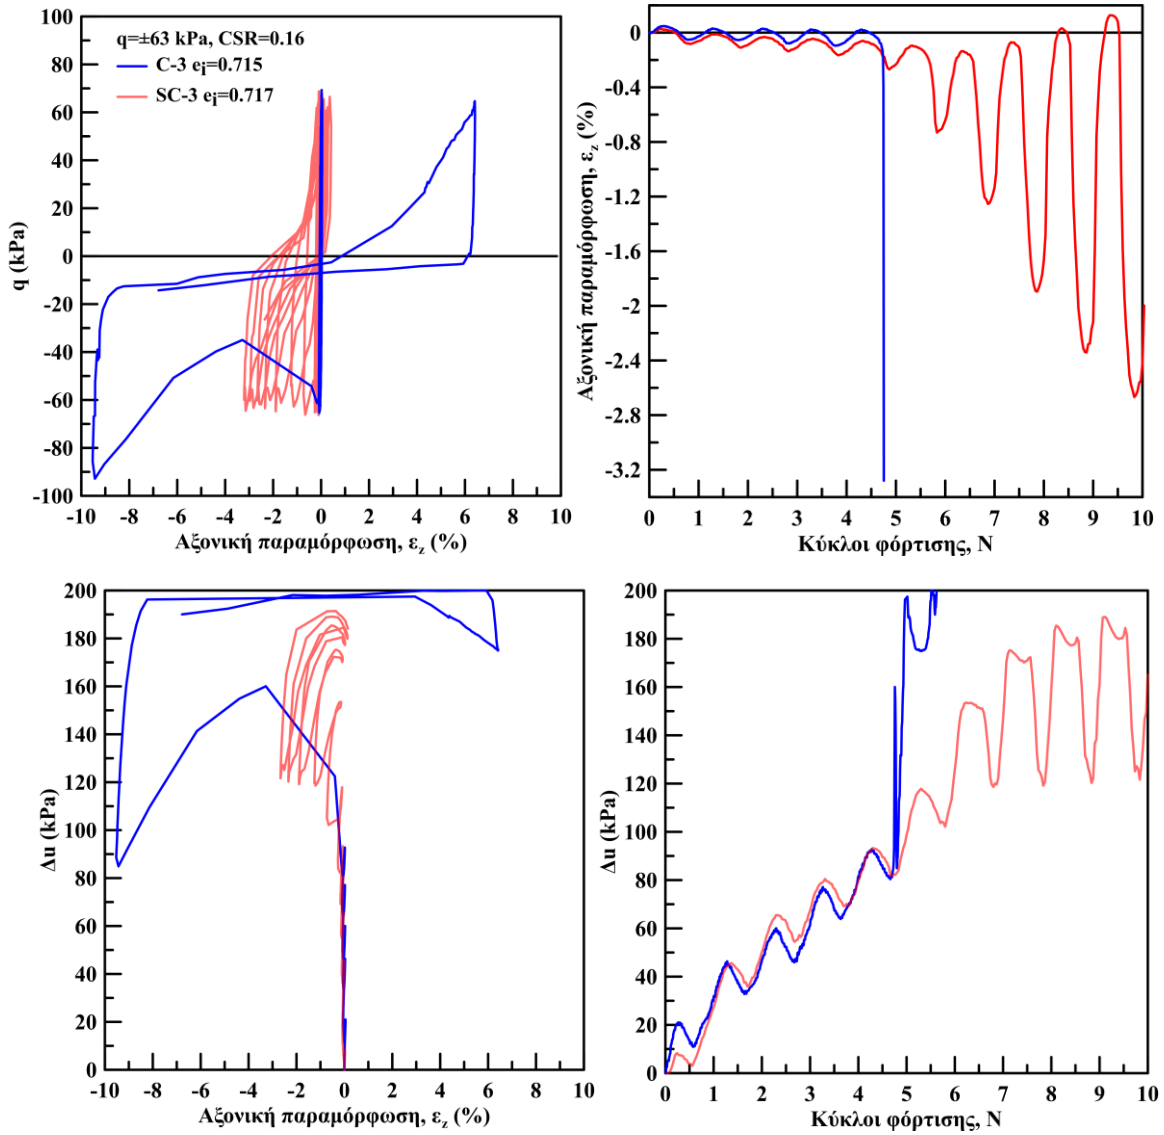 100
80
60
40
20
0
-20
-40
-60
-80
-100
q (kPa)
q=±63 kPa, CSR=0.16
C-3 ei=0.715
SC-3 ei=0.717
-10 -8 -6 -4 -2 0 2 4 6 8 10
Αξονική παραμόρφωση, εz (%)
0
-0.4
-0.8
-1.2
-1.6
-2
-2.4
-2.8
-3.2
Αξονική παραμόρφωση, εz (%)
0 1 2 3 4 5 6 7 8 9 10
Κύκλοι φόρτισης, N
200
180
160
140
120
100
80
60
40
20
0
Δu (kPa)
-10 -8 -6 -4 -2 0 2 4 6 8 10
Αξονική παραμόρφωση, εz (%)
200
180
160
140
120
100
80
60
40
20
0
Δu (kPa)
0 1 2 3 4 5 6 7 8 9 10
Κύκλοι φόρτισης, N